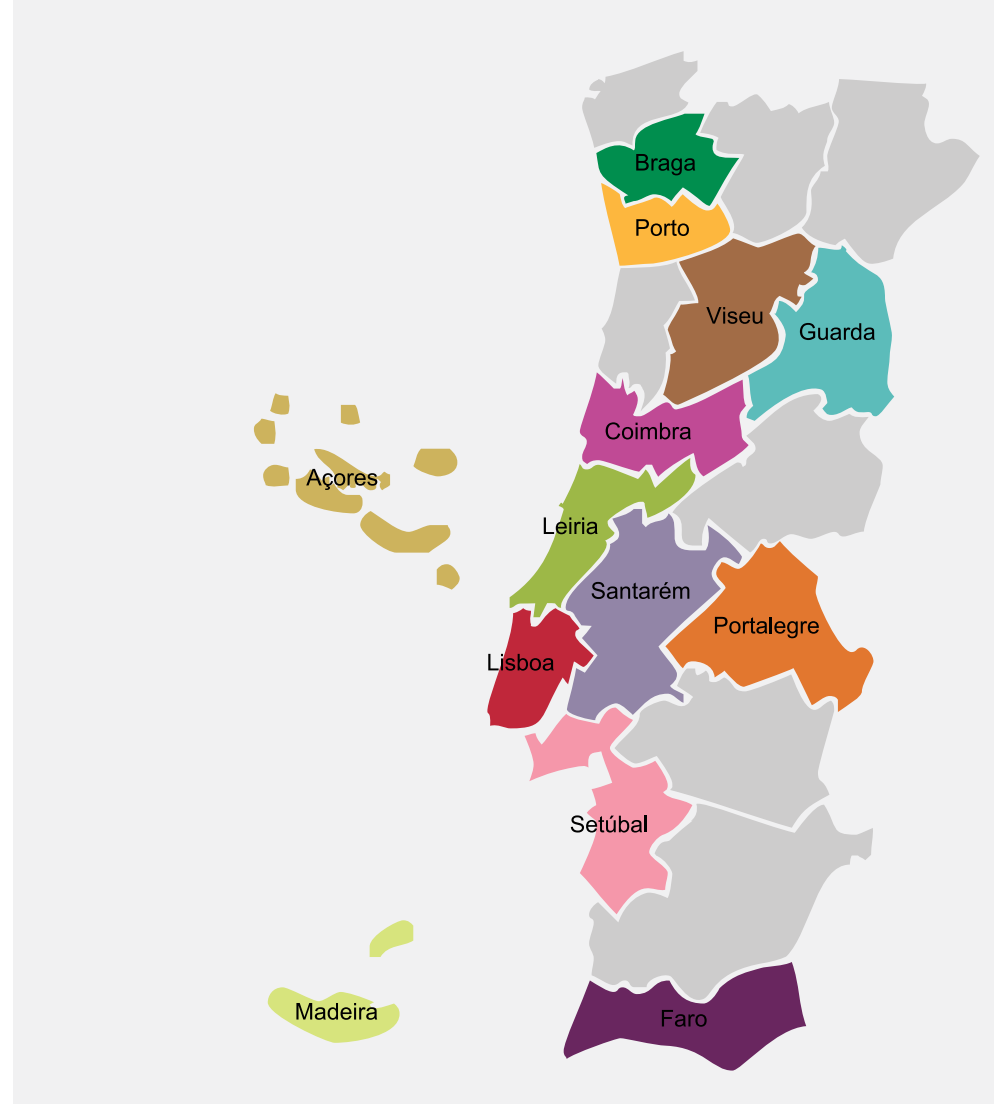 Braga
Porto
Viseu
Guarda
Coimbra
Açores
Leiria
Santarém
Portalegre
Lisboa
Setúbal
Madeira
Faro